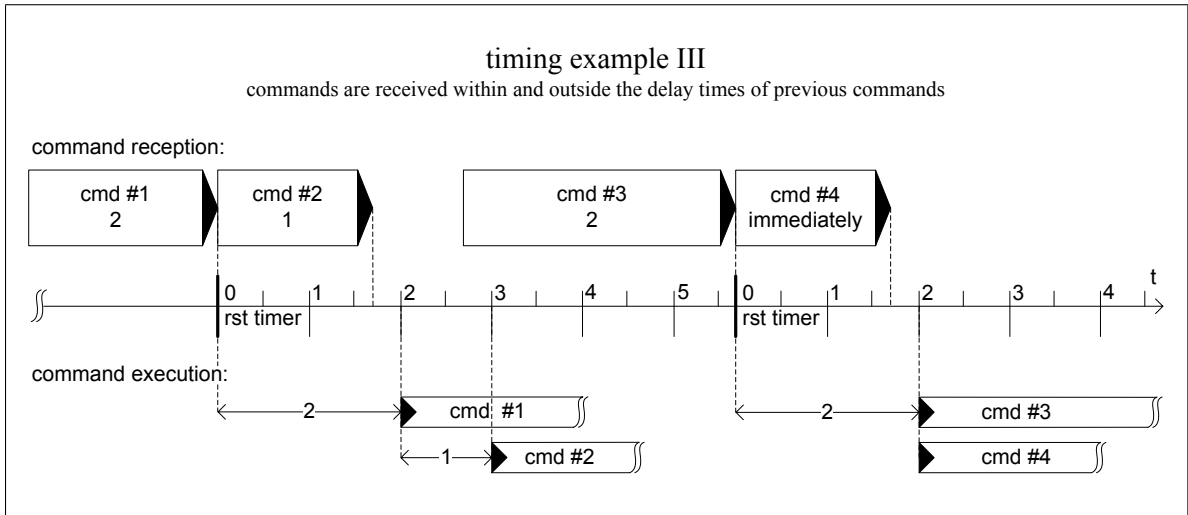 timing example III
commands are received within and outside the delay times of previous commands
command reception:
cmd #1
2
cmd #2
1
cmd #3
2
cmd #4
immediately
0 1 2 3 4 5 0 1 2 3 4 t
rst timer rst timer
command execution:
2 cmd #1 2 cmd #3
1 cmd #2 cmd #4